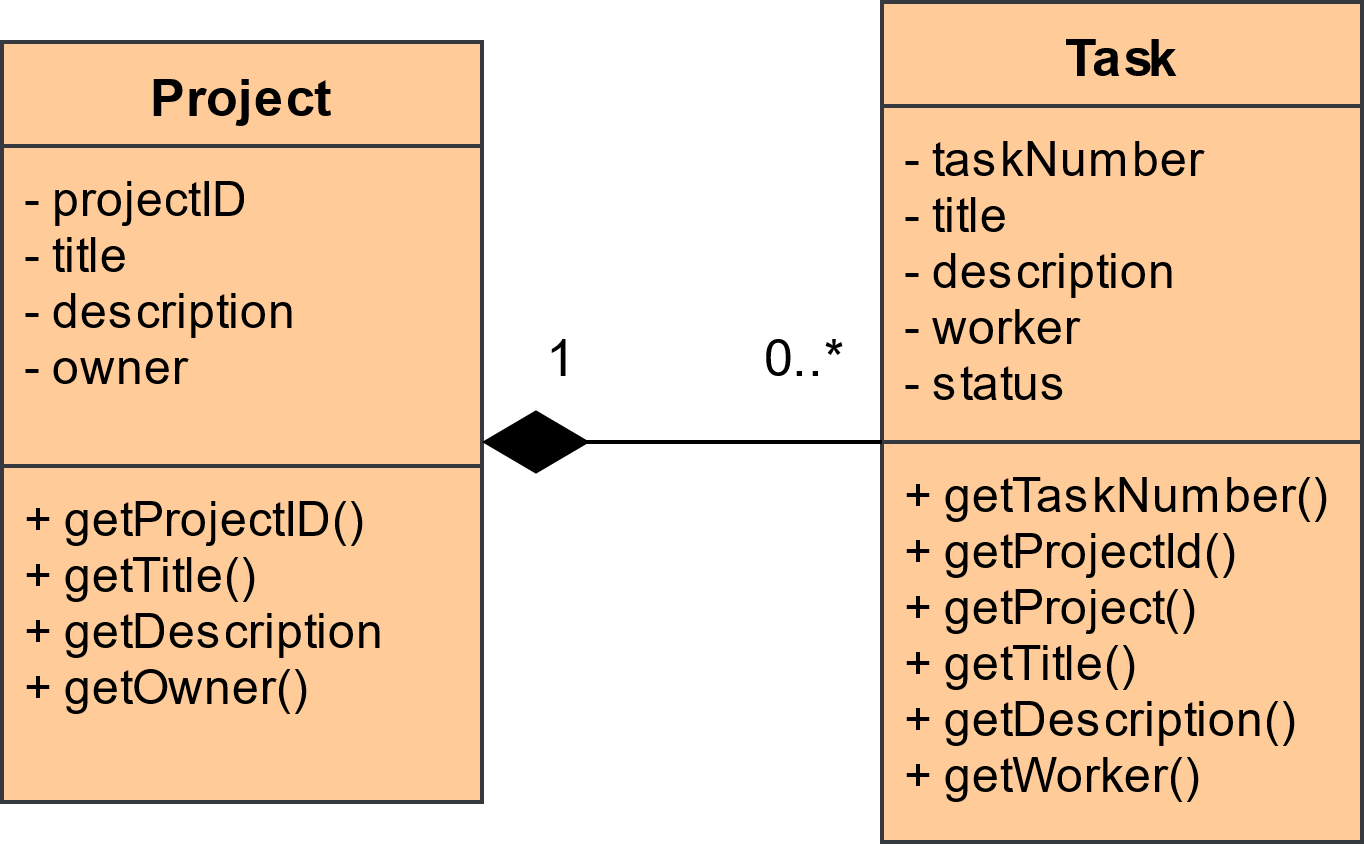 Project
- projectID
- title
- description
- owner
+ getProjectID()
+ getTitle()
+ getDescription
+ getOwner()
1
0..*
Task
- taskNumber
- title
- description
- worker
- status
+ getTaskNumber()
+ getProjectId()
+ getProject()
+ getTitle()
+ getDescription()
+ getWorker()